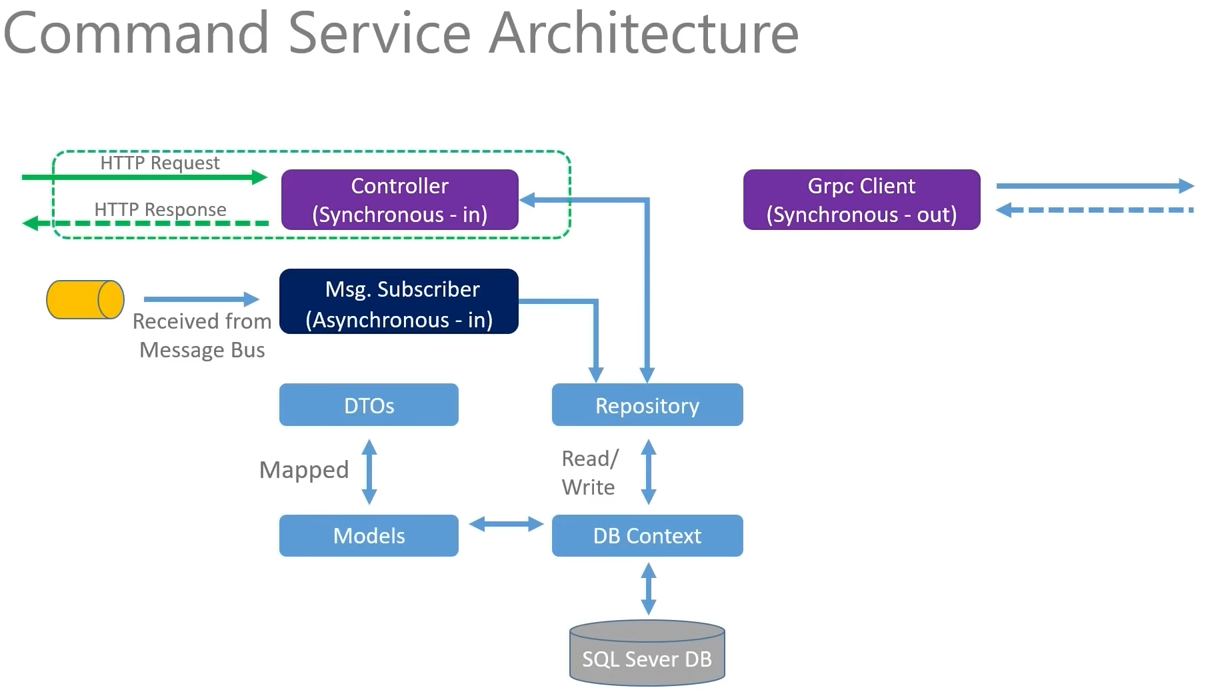 Command Service Architecture
HTTP Request
HTTP Response
Controller
(Synchronous - in)
Grpc Client
(Synchronous - out)
Received from
Message Bus
Msg. Subscriber
(Asynchronous - in)
DTOs
Repository
Mapped
Read/
Write
Models
DB Context
SQL Sever DB